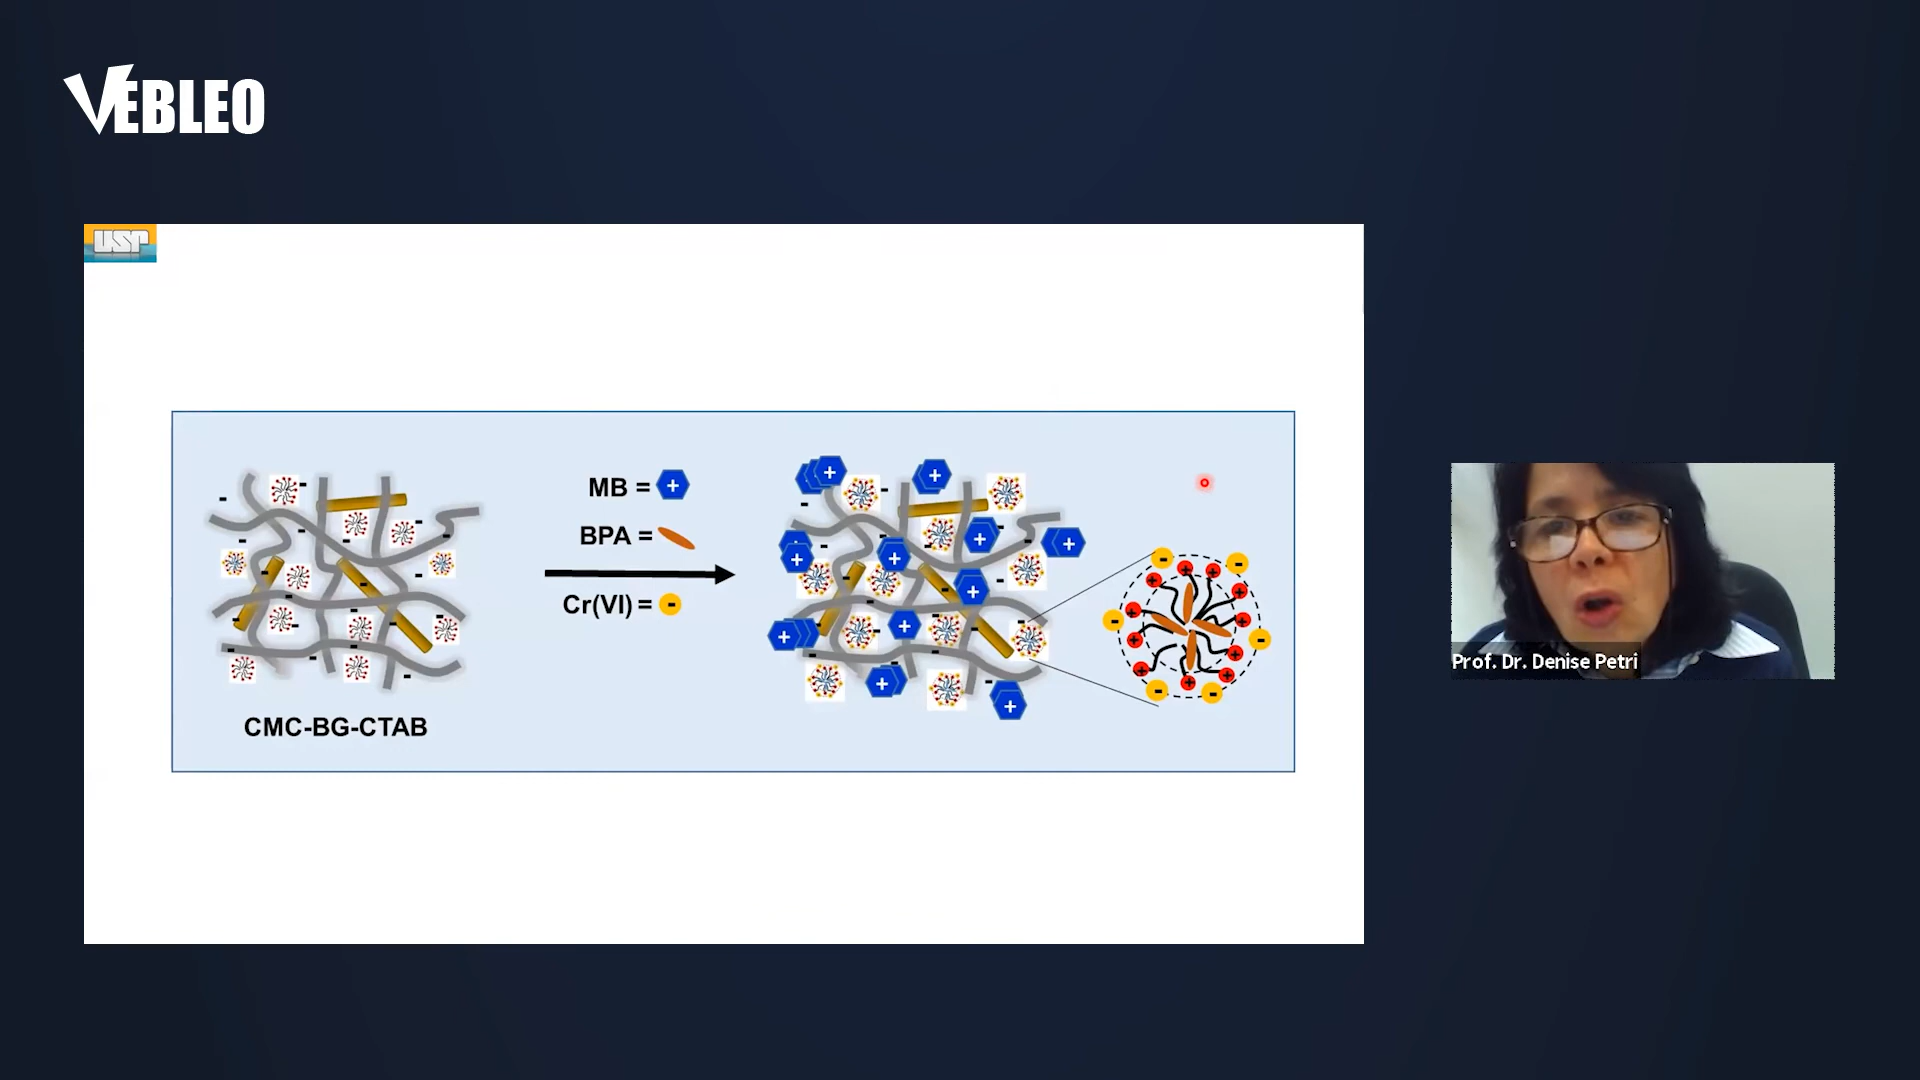 VEBLEO
USP
MB = +
BPA =
Cr(VI) = -
CMC-BG-CTAB
Prof. Dr. Denise Petri